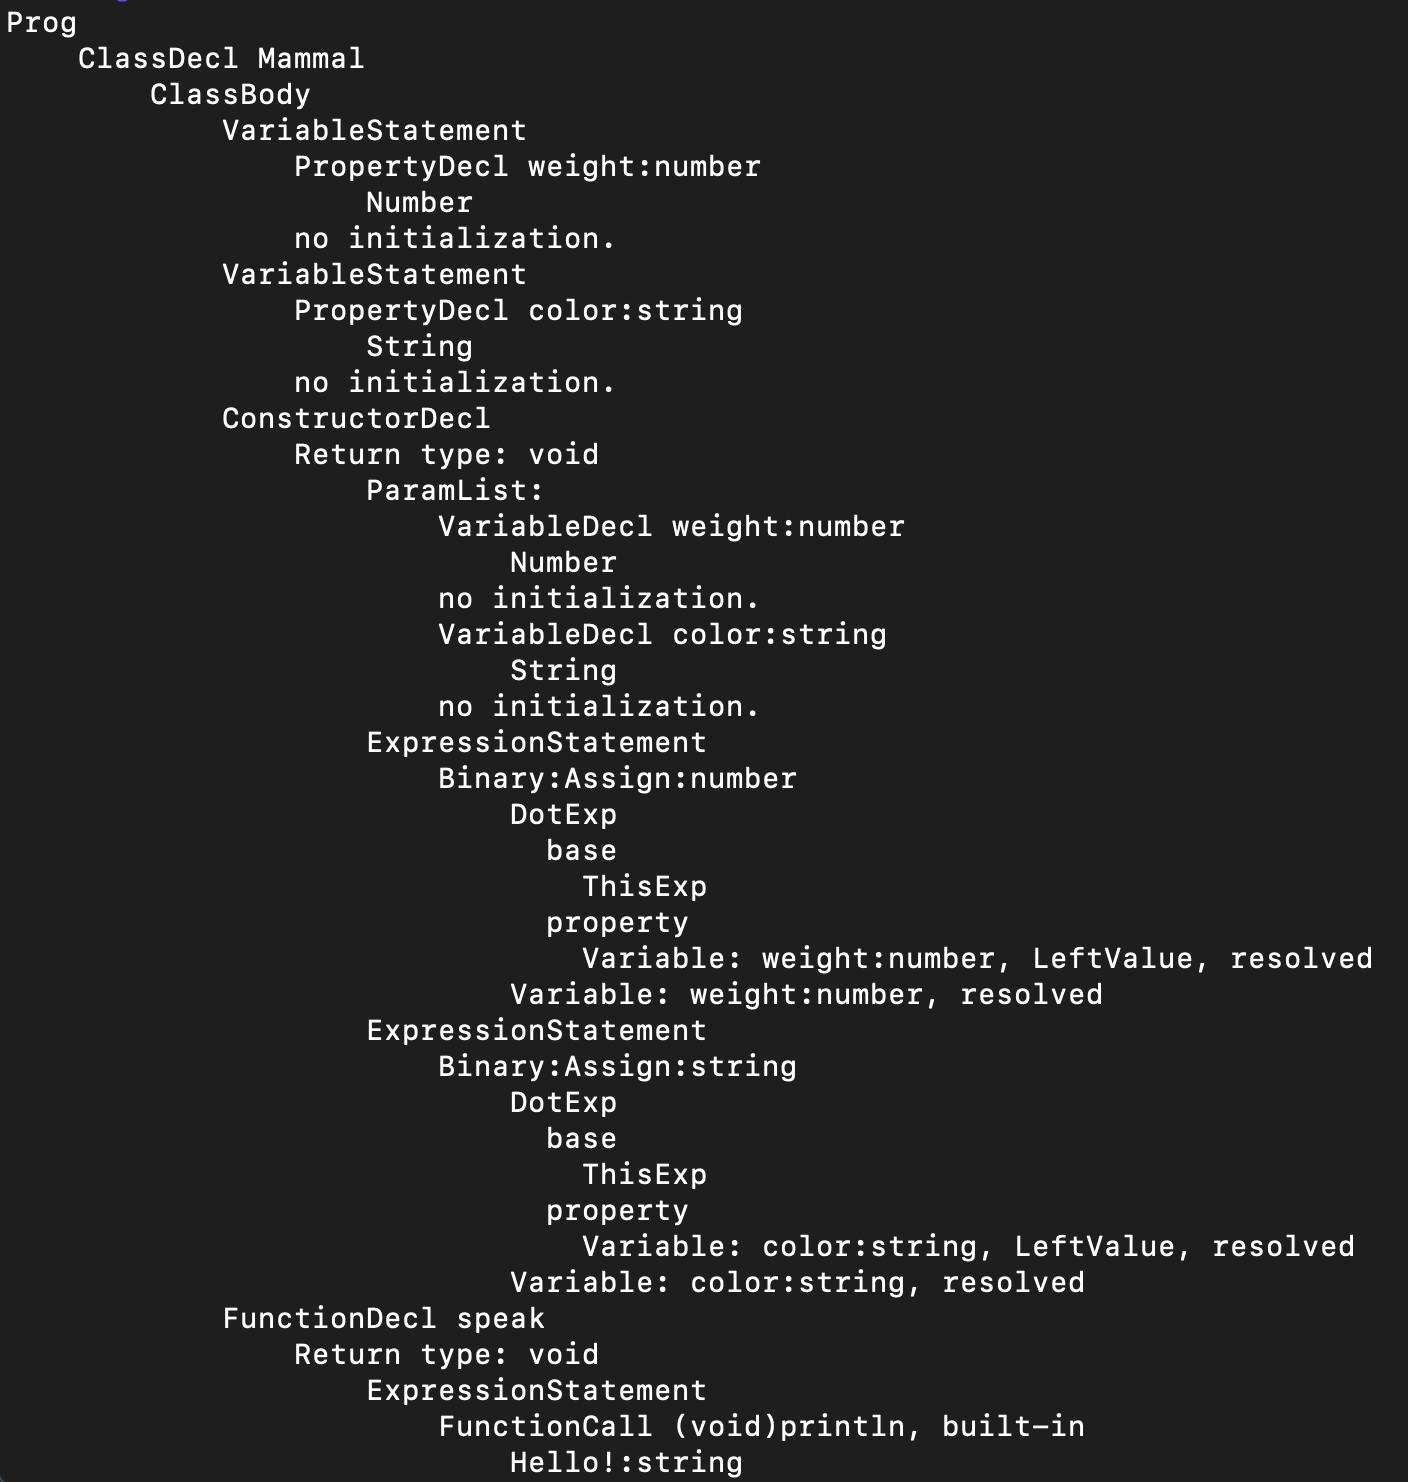 Prog
ClassDecl Mammal
ClassBody
VariableStatement
PropertyDecl weight:number
Number
no initialization.
VariableStatement
PropertyDecl color:string
String
no initialization.
ConstructorDecl
Return type: void
ParamList:
VariableDecl weight:number
Number
no initialization.
VariableDecl color:string
String
no initialization.
ExpressionStatement
Binary:Assign:number
DotExp
base
ThisExp
property
Variable: weight:number, LeftValue, resolved
Variable: weight:number, resolved
ExpressionStatement
Binary:Assign:string
DotExp
base
ThisExp
property
Variable: color:string, LeftValue, resolved
Variable: color:string, resolved
FunctionDecl speak
Return type: void
ExpressionStatement
FunctionCall (void)println, built-in
Hello!:string